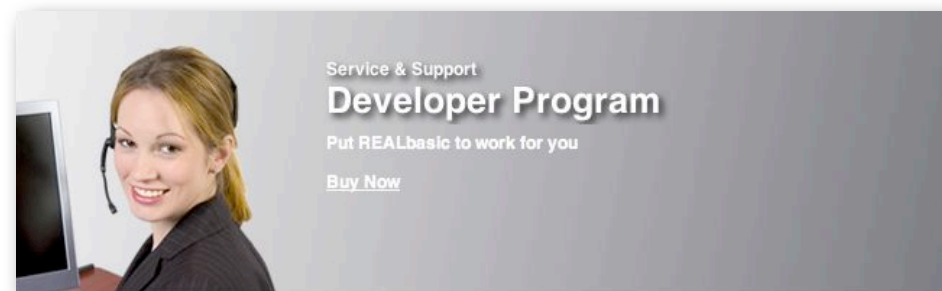 Service & Support
Developer Program
Put REALbasic to work for you
Buy Now